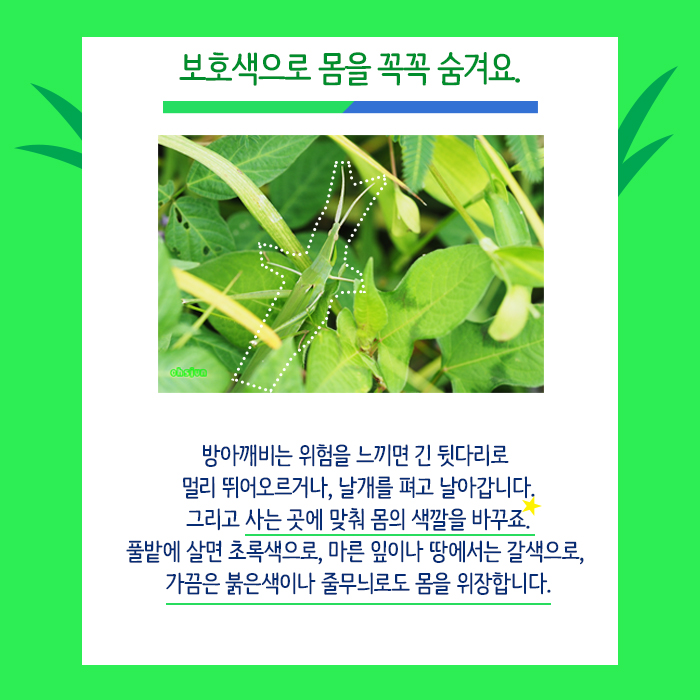 보호색으로 몸을 꼭꼭 숨겨요.
ohsiun
방아깨비는 위험을 느끼면 긴 뒷다리로
멀리 뛰어오르거나, 날개를 펴고 날아갑니다.
그리고 사는 곳에 맞춰 몸의 색깔을 바꾸죠.
풀밭에 살면 초록색으로, 마른 잎이나 땅에서는 갈색으로,
가끔은 붉은색이나 줄무늬로도 몸을 위장합니다.